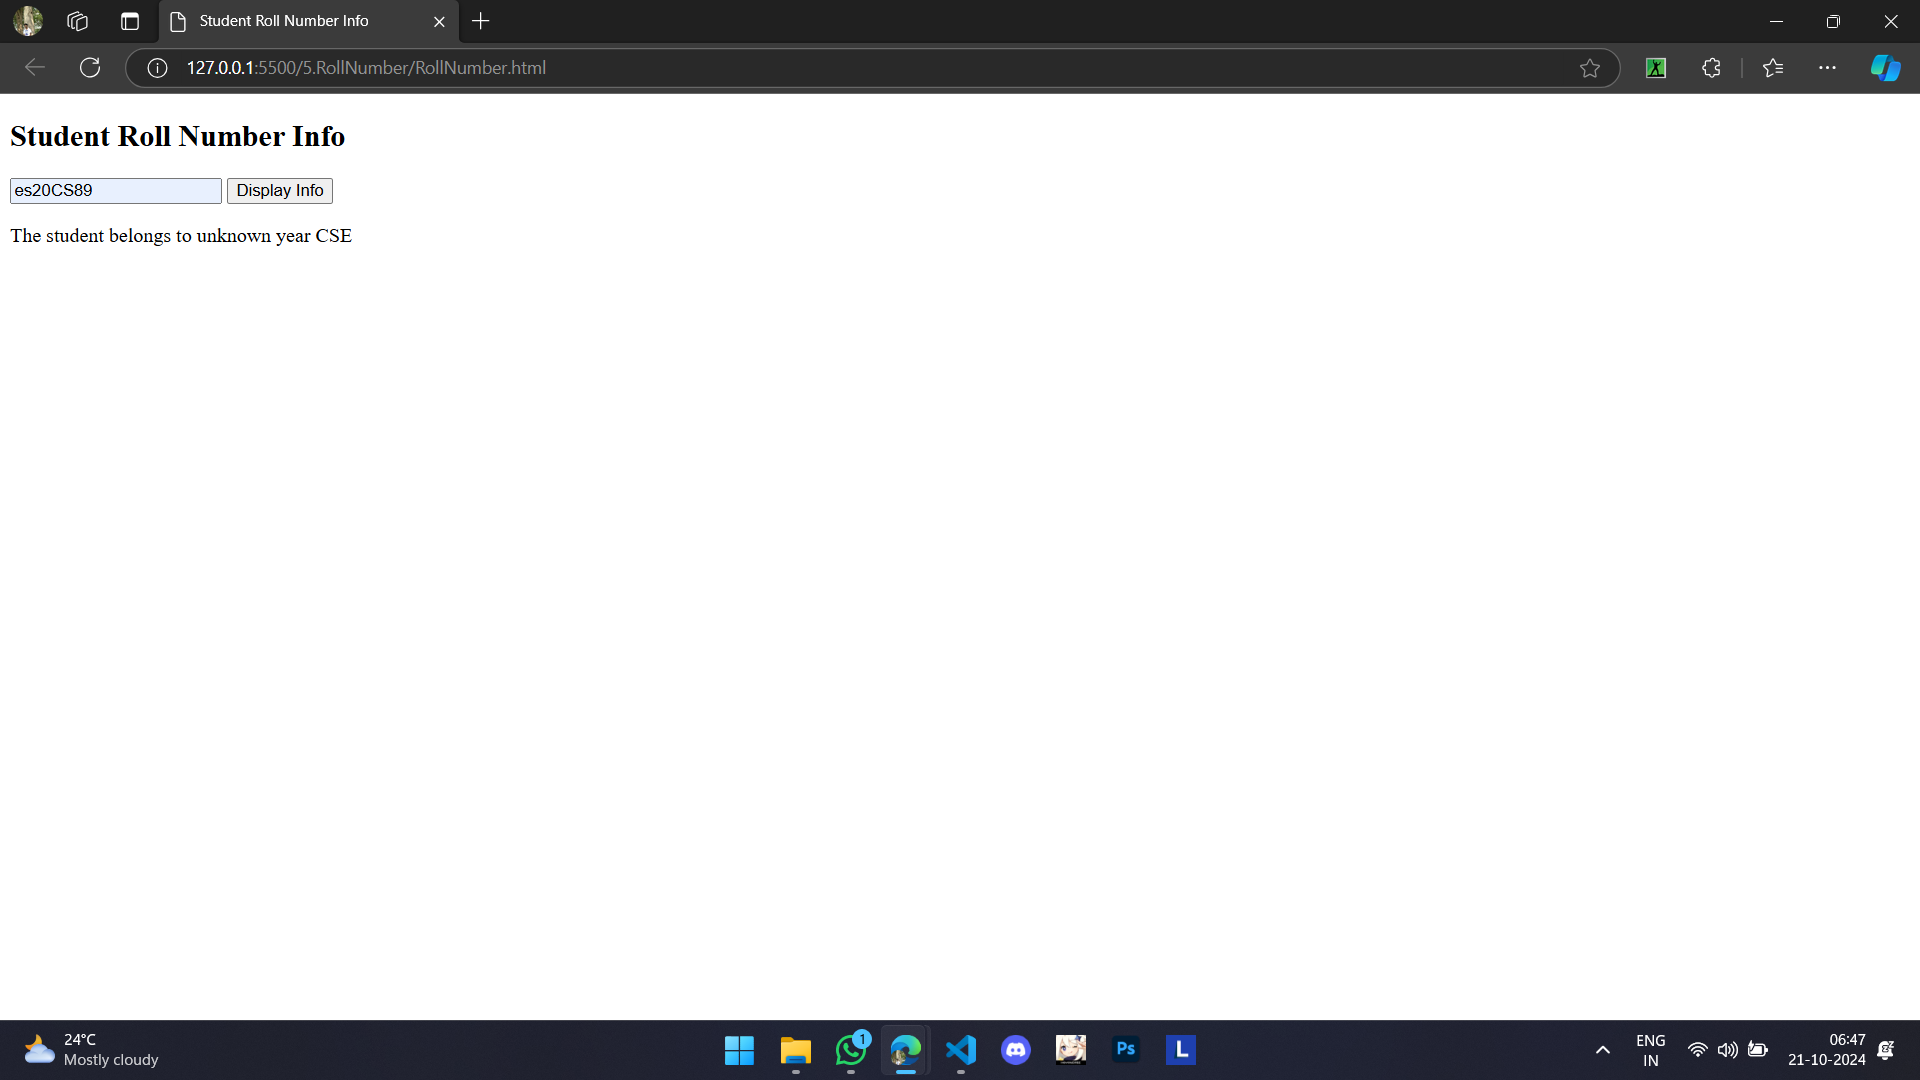 Student Roll Number Info
127.0.0.1:5500/5.RollNumber/RollNumber.html
Student Roll Number Info
es20CS89 Display Info
The student belongs to unknown year CSE
24°C
Mostly cloudy
1
Ps
L
ENG
IN
06:47
21-10-2024